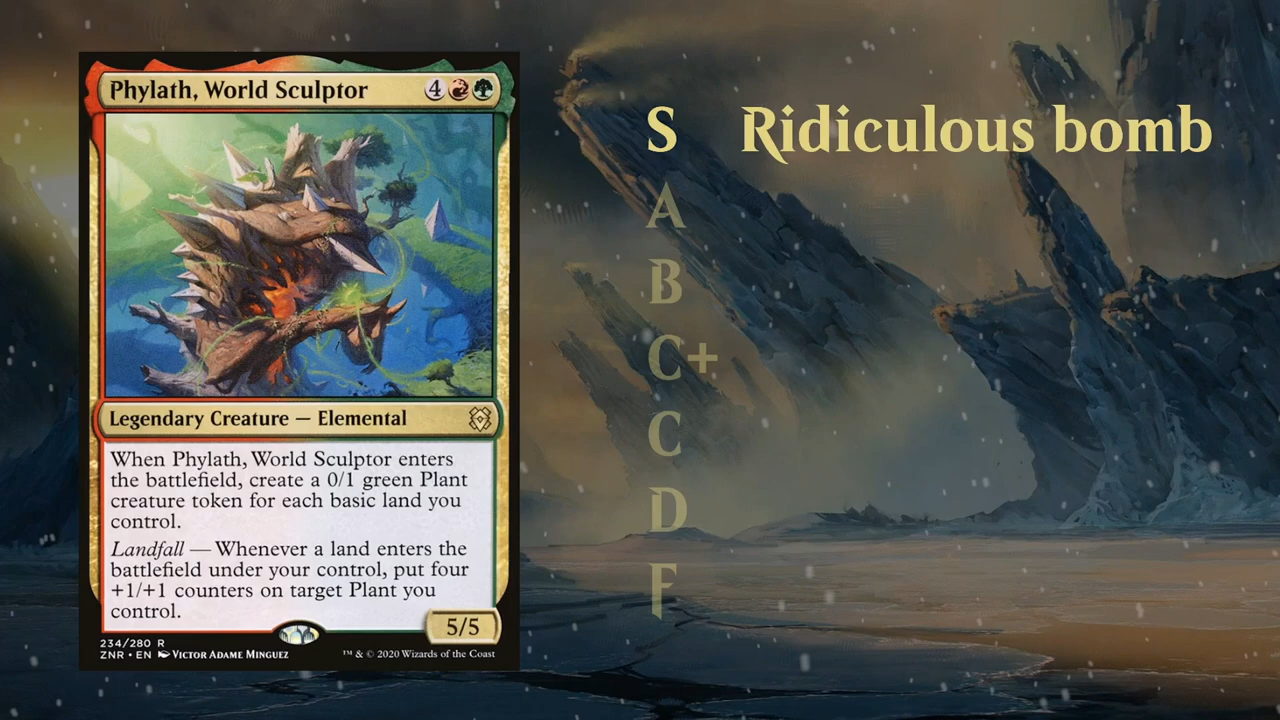 Phylath, World Sculptor 4
Legendary Creature — Elemental
When Phylath, World Sculptor enters
the battlefield, create a 0/1 green Plant
creature token for each basic land you
control.
Landfall — Whenever a land enters the
battlefield under your control, put four
+1/+1 counters on target Plant you
control.
5/5
234/280 R
ZNR • EN Victor Adame Minguez
™ & © 2020 Wizards of the Coast
S Ridiculous bomb
A
B
C+
C
D
F